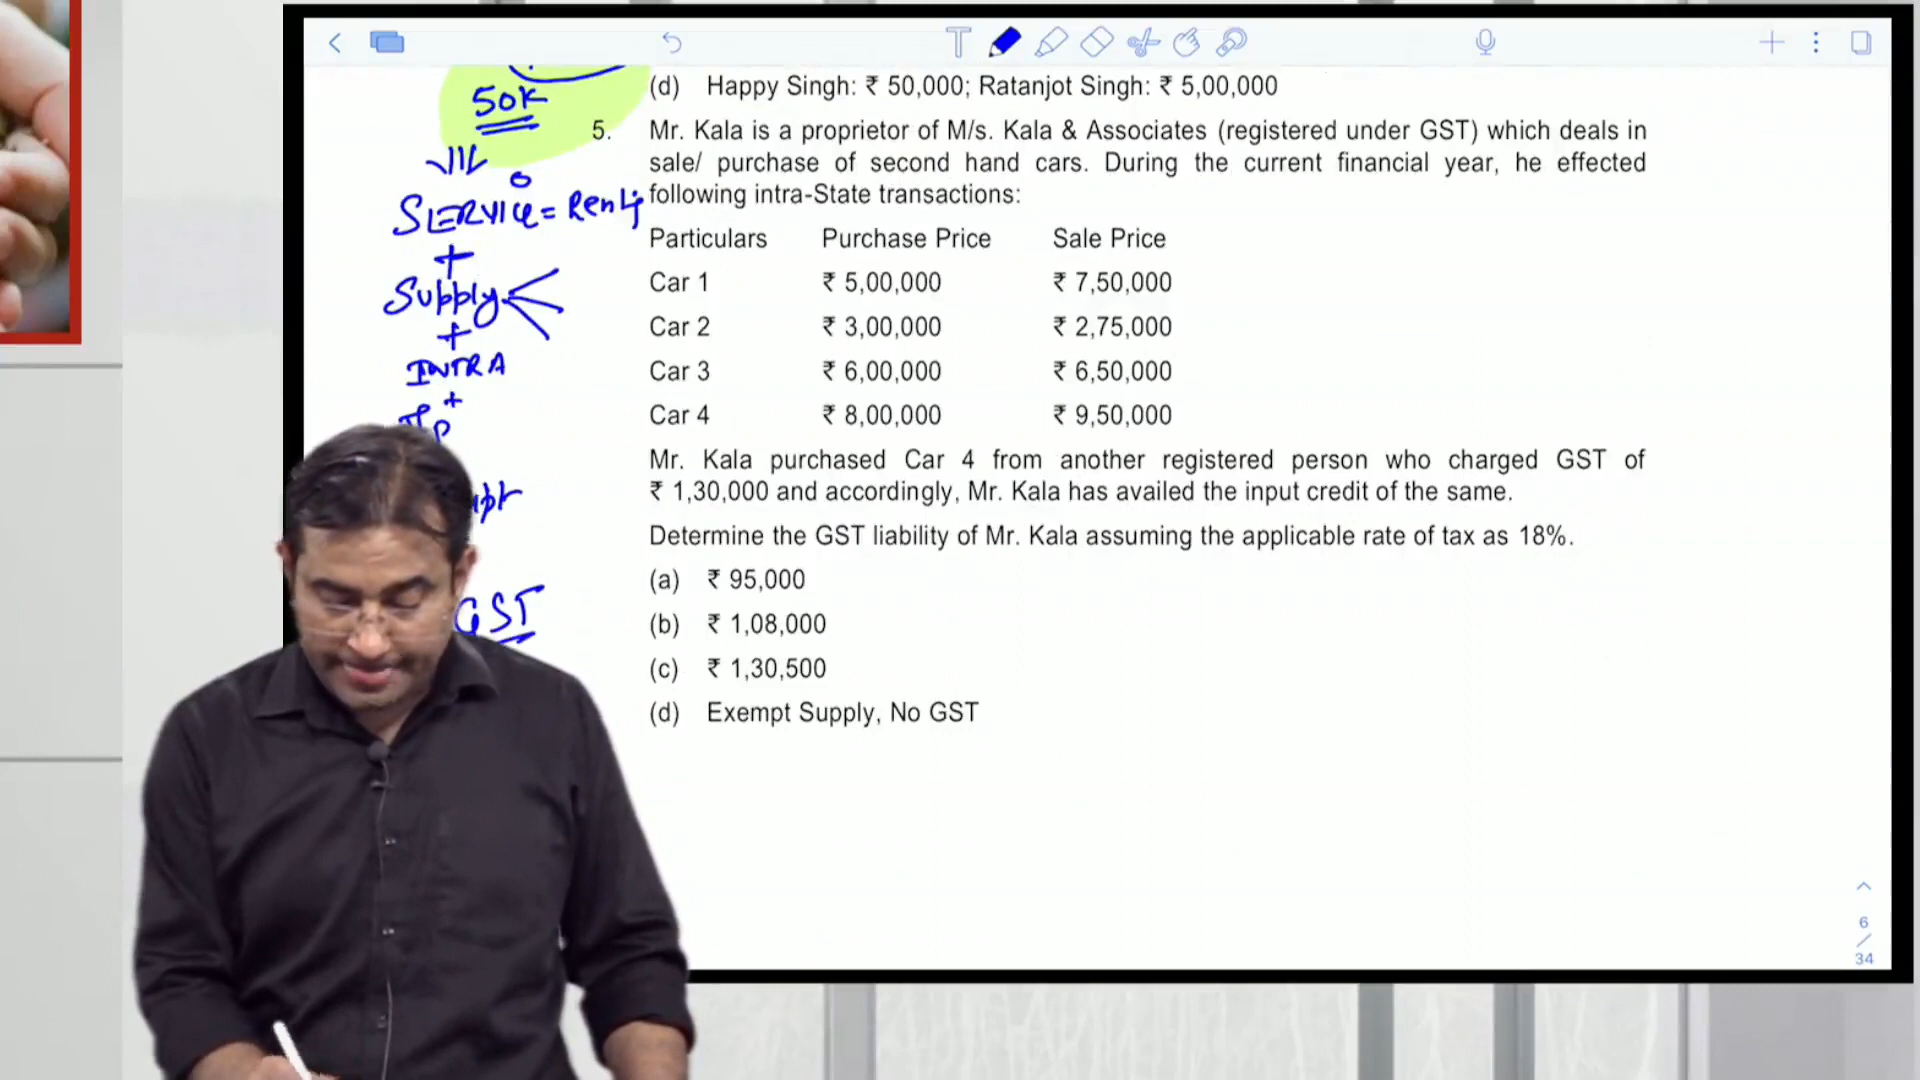 (d) Happy Singh: ₹ 50,000; Ratanjot Singh: ₹ 5,00,000
50K
5. Mr. Kala is a proprietor of M/s. Kala & Associates (registered under GST) which deals in
sale/ purchase of second hand cars. During the current financial year, he effected
following intra-State transactions:
SERVICE =
+
Supply
+
INTRA
+
Particulars Purchase Price Sale Price
Car 1 ₹ 5,00,000 ₹ 7,50,000
Car 2 ₹ 3,00,000 ₹ 2,75,000
Car 3 ₹ 6,00,000 ₹ 6,50,000
Car 4 ₹ 8,00,000 ₹ 9,50,000
Mr. Kala purchased Car 4 from another registered person who charged GST of
₹ 1,30,000 and accordingly, Mr. Kala has availed the input credit of the same.
Determine the GST liability of Mr. Kala assuming the applicable rate of tax as 18%.
GST
(a) ₹ 95,000
(b) ₹ 1,08,000
(c) ₹ 1,30,500
(d) Exempt Supply, No GST
6
/
34